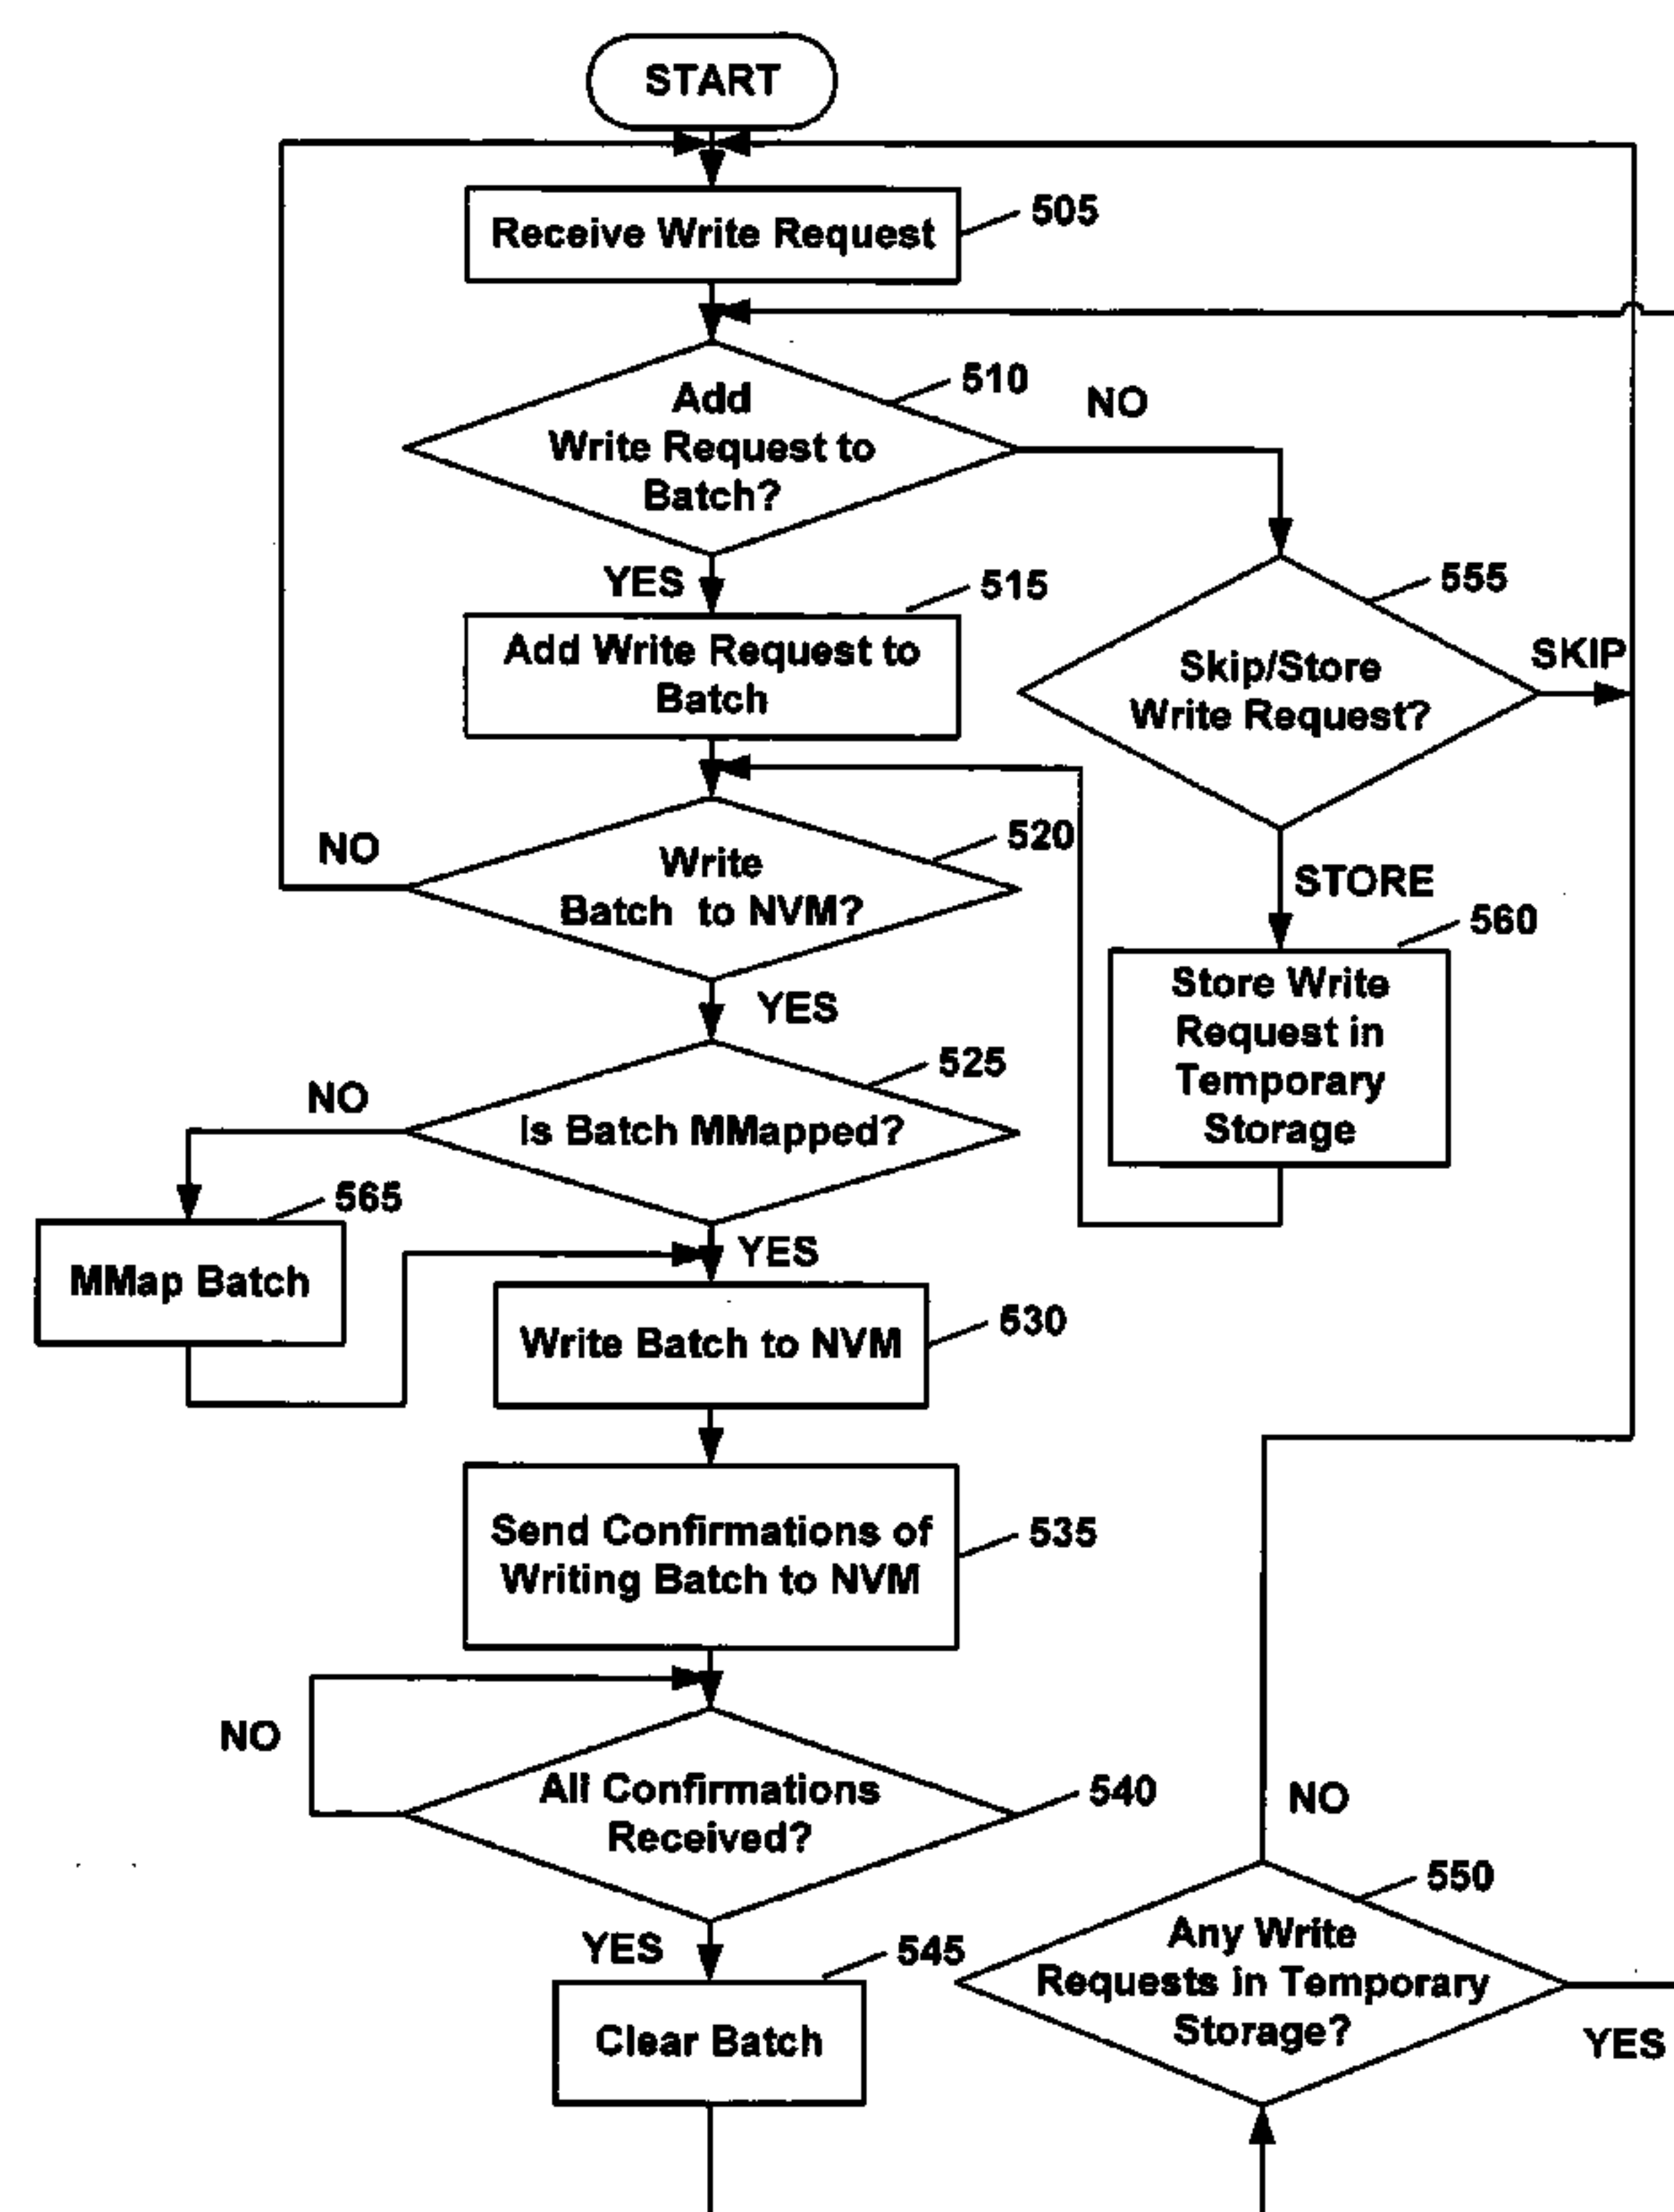 START
Receive Write Request
505
Add
Write Request to
Batch?
510
NO
YES
515
Add Write Request to
Batch
555
Skip/Store
Write Request?
SKIP
NO
Write
Batch to NVM?
520
STORE
560
Store Write
Request in
Temporary
Storage
YES
NO
525
Is Batch MMapped?
565
MMap Batch
YES
Write Batch to NVM
530
Send Confirmations of
Writing Batch to NVM
535
NO
All Confirmations
Received?
540
NO
YES
545
Clear Batch
550
Any Write
Requests in Temporary
Storage?
YES